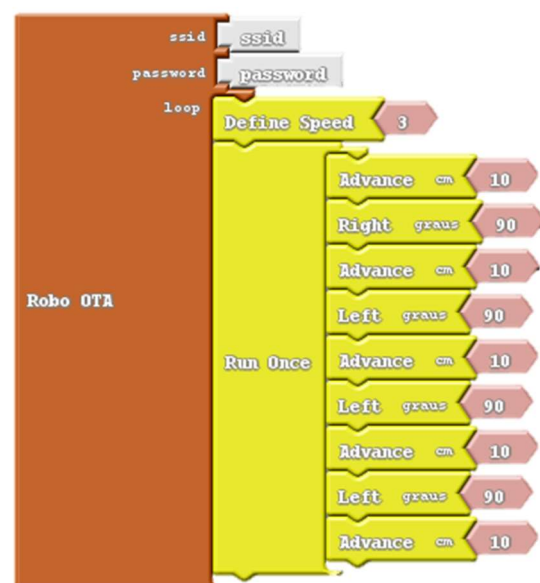 ssid ssid
password password
loop
Define Speed 3
Advance cm 10
Right graus 90
Advance cm 10
Robo OTA
Left graus 90
Run Once
Advance cm 10
Left graus 90
Advance cm 10
Left graus 90
Advance cm 10